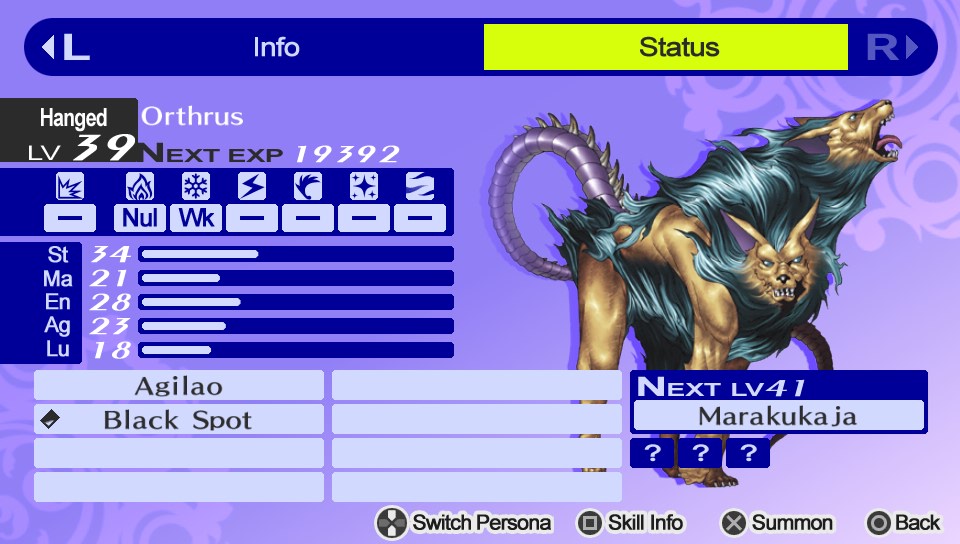 L Info Status R
Hanged Orthrus
LV 39 NEXT EXP 19392
— Nul Wk — — — —
St 34
Ma 21
En 28
Ag 23
Lu 18
Agilao
Black Spot
NEXT LV41
Marakukaja
? ? ?
Switch Persona Skill Info Summon Back